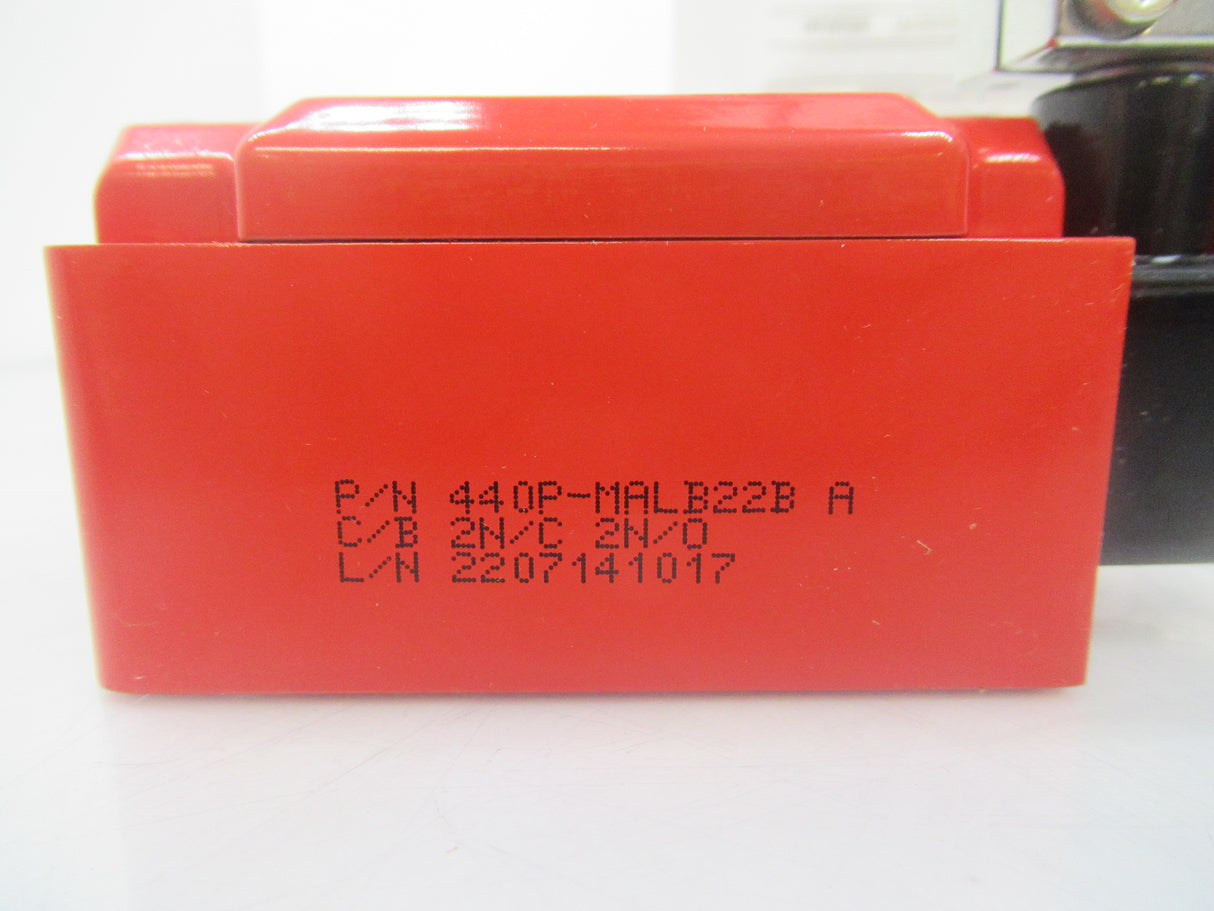 P/N 440P-MALB22B A
C/B 2N/C 2N/O
L/N 2207141017